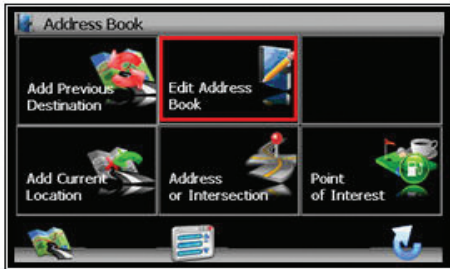 Address Book
Add Previous
Destination
Edit Address
Book
Add Current
Location
Address
or Intersection
Point
of Interest